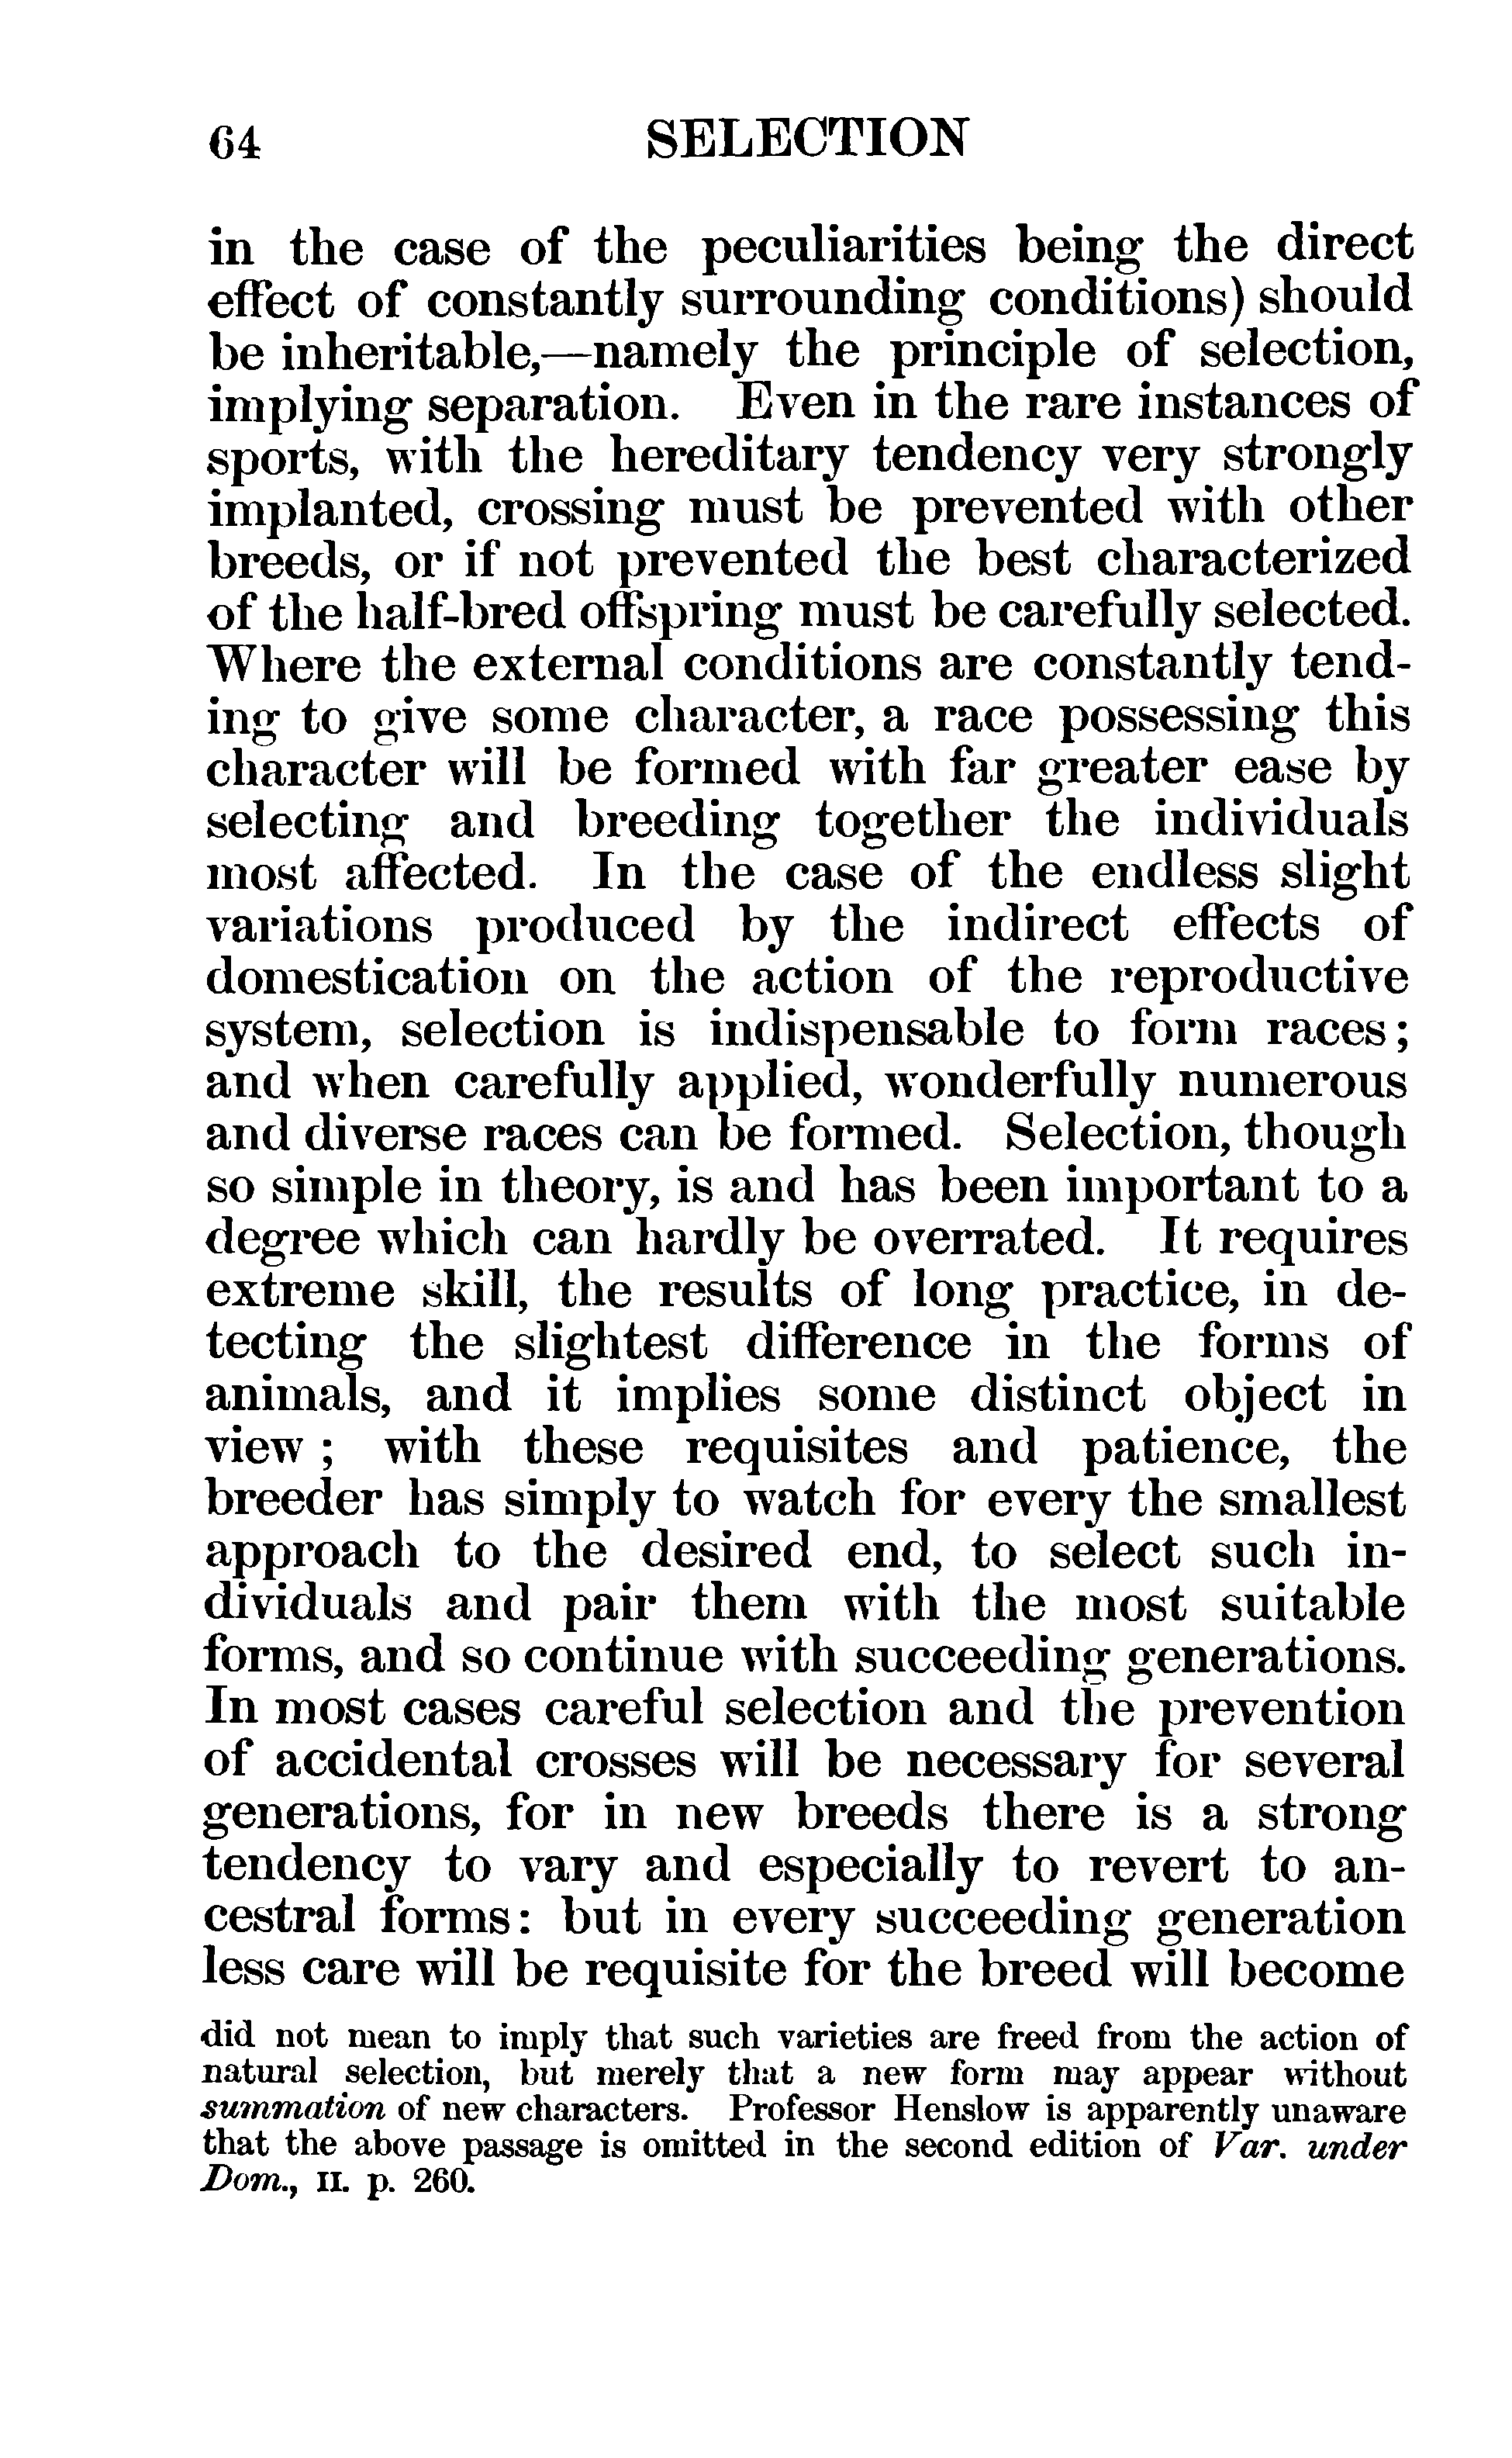 64 SELECTION
in the case of the peculiarities being the direct
effect of constantly surrounding conditions) should
be inheritable,—namely the principle of selection,
implying separation. Even in the rare instances of
sports, with the hereditary tendency very strongly
implanted, crossing must be prevented with other
breeds, or if not prevented the best characterized
of the half-bred offspring must be carefully selected.
Where the external conditions are constantly tend-
ing to give some character, a race possessing this
character will be formed with far greater ease by
selecting and breeding together the individuals
most affected. In the case of the endless slight
variations produced by the indirect effects of
domestication on the action of the reproductive
system, selection is indispensable to form races;
and when carefully applied, wonderfully numerous
and diverse races can be formed. Selection, though
so simple in theory, is and has been important to a
degree which can hardly be overrated. It requires
extreme skill, the results of long practice, in de-
tecting the slightest difference in the forms of
animals, and it implies some distinct object in
view; with these requisites and patience, the
breeder has simply to watch for every the smallest
approach to the desired end, to select such in-
dividuals and pair them with the most suitable
forms, and so continue with succeeding generations.
In most cases careful selection and the prevention
of accidental crosses will be necessary for several
generations, for in new breeds there is a strong
tendency to vary and especially to revert to an-
cestral forms: but in every succeeding generation
less care will be requisite for the breed will become
did not mean to imply that such varieties are freed from the action of
natural selection, but merely that a new form may appear without
summation of new characters. Professor Henslow is apparently unaware
that the above passage is omitted in the second edition of Var. under
Dom., II. p. 260.